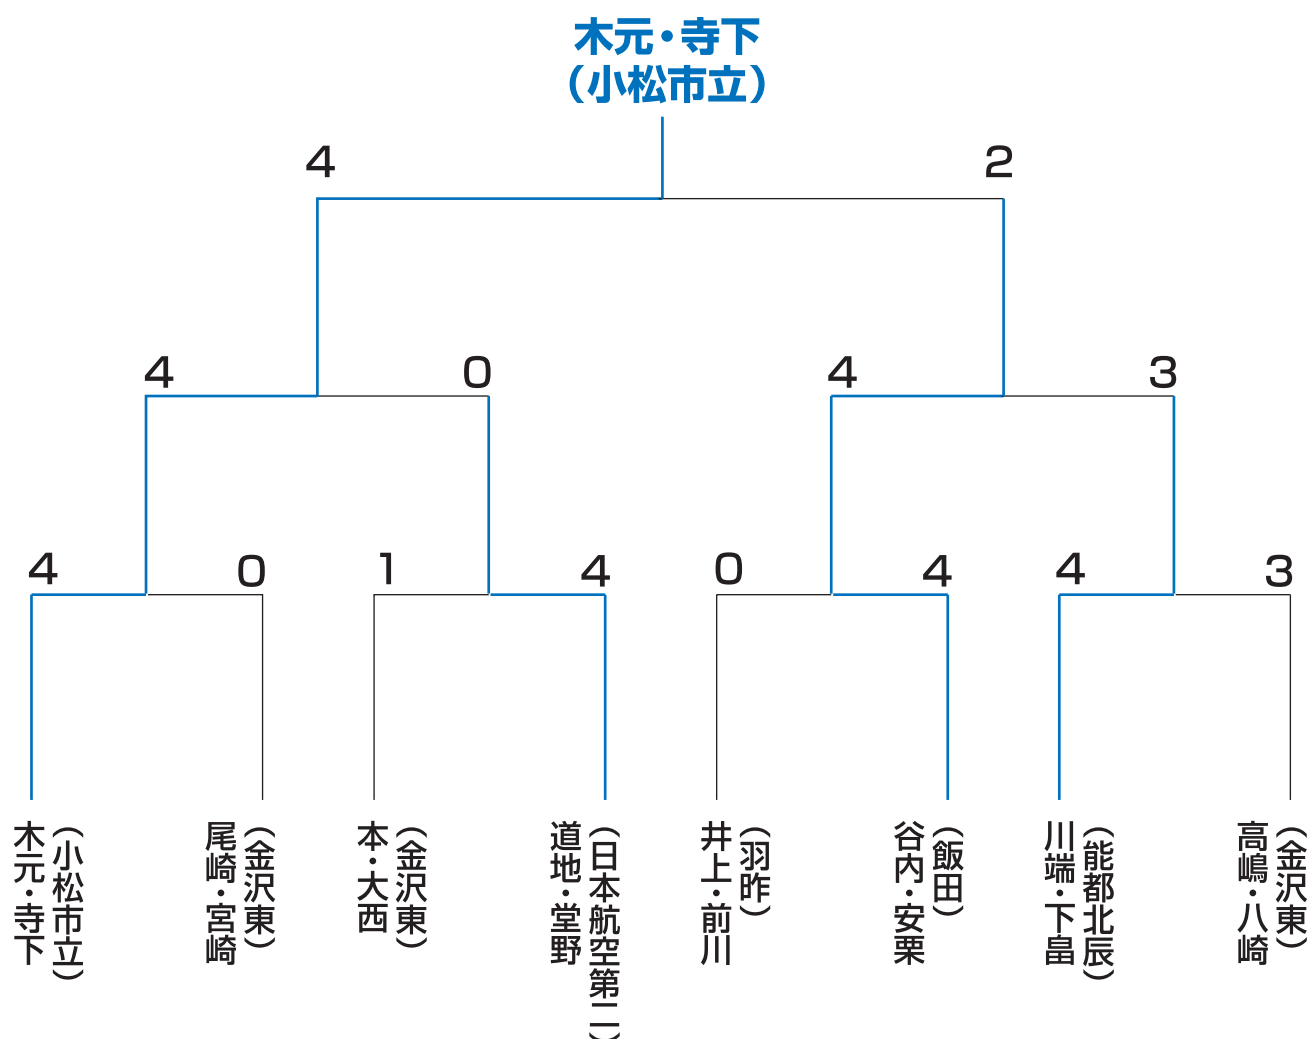 木元・寺下
（小松市立）
4
2
4
0
4
3
4
0
1
4
0
4
4
3
木元・寺下
（小松市立）
尾崎・宮崎
（金沢東）
本・大西
（金沢東）
道地・堂野
（日本航空第二）
井上・前川
（羽昨）
谷内・安栗
（飯田）
川端・下畠
（能都北辰）
高嶋・八崎
（金沢東）